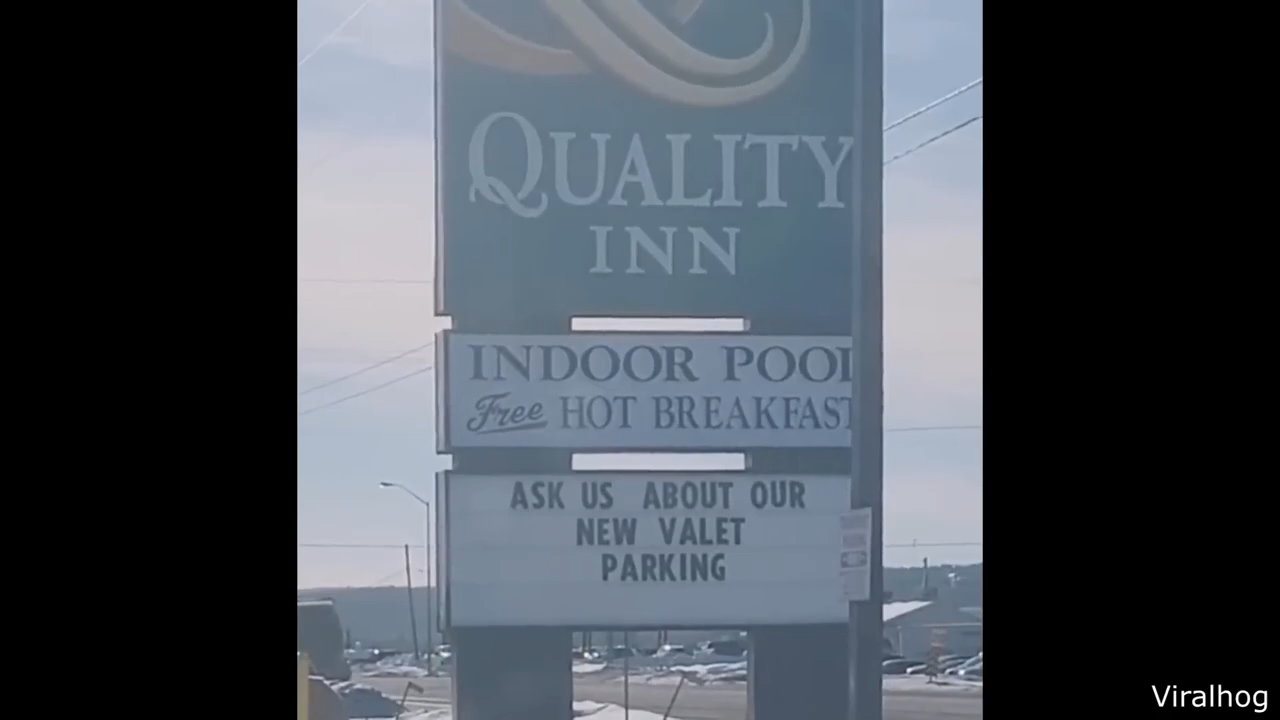 QUALITY
INN
INDOOR POOL
Free HOT BREAKFAST
ASK US ABOUT OUR
NEW VALET
PARKING
Viralhog